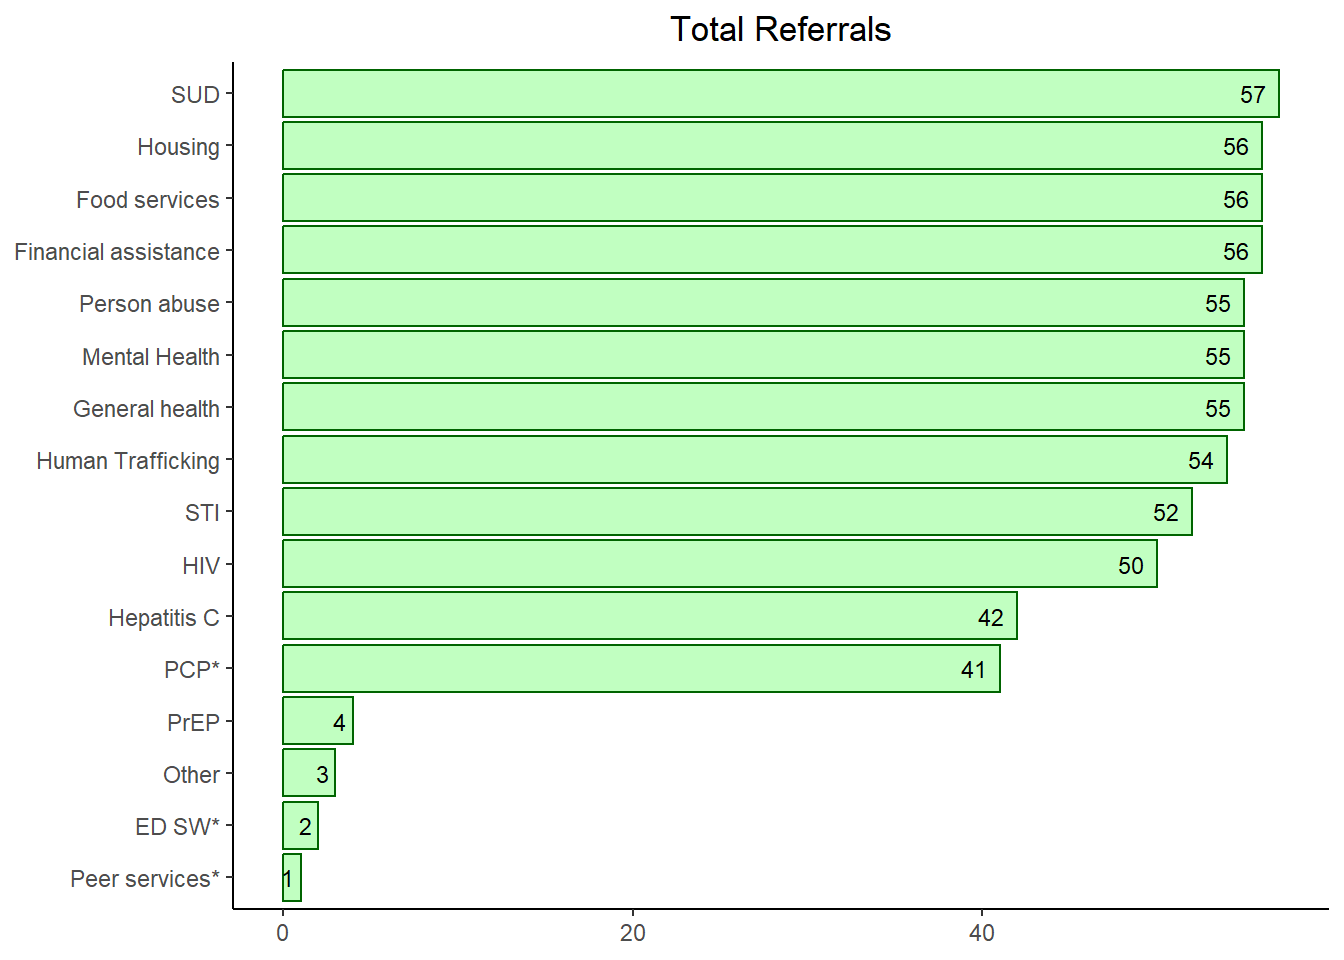 Total Referrals
SUD 57
Housing 56
Food services 56
Financial assistance 56
Person abuse 55
Mental Health 55
General health 55
Human Trafficking 54
STI 52
HIV 50
Hepatitis C 42
PCP* 41
PrEP 4
Other 3
ED SW* 2
Peer services* 1
0 20 40